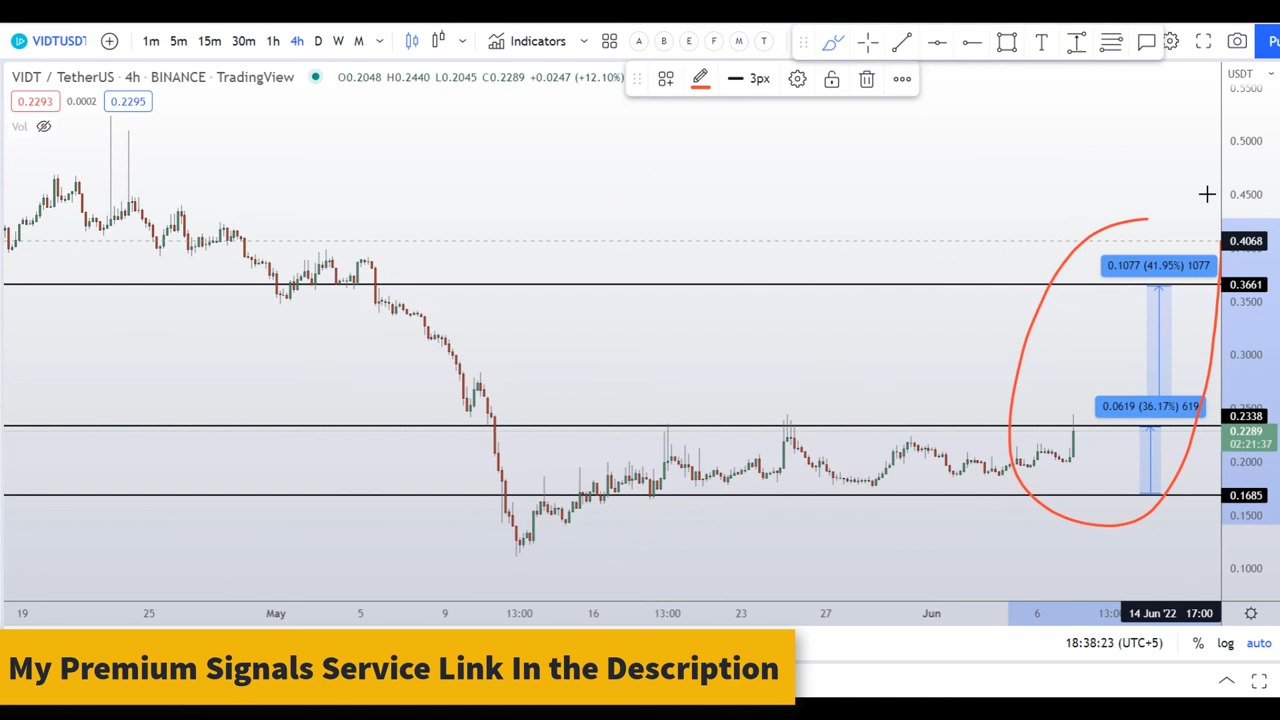 VIDTUSDT 1m 5m 15m 30m 1h 4h D W M Indicators A B E F M T
VIDT / TetherUS · 4h · BINANCE · TradingView O0.2048 H0.2440 L0.2045 C0.2289 +0.0247 (+12.10%) 3px USDT
0.2293 0.0002 0.2295
Vol
0.5000
0.4500
0.4068
0.1077 (41.95%) 1077
0.3661
0.3500
0.3000
0.0619 (36.17%) 619
0.2338
0.2289
02:21:37
0.2000
0.1685
0.1500
0.1000
19 25 May 5 9 13:00 16 13:00 23 27 Jun 6 14 Jun '22 17:00
18:38:23 (UTC+5) % log auto
My Premium Signals Service Link In the Description